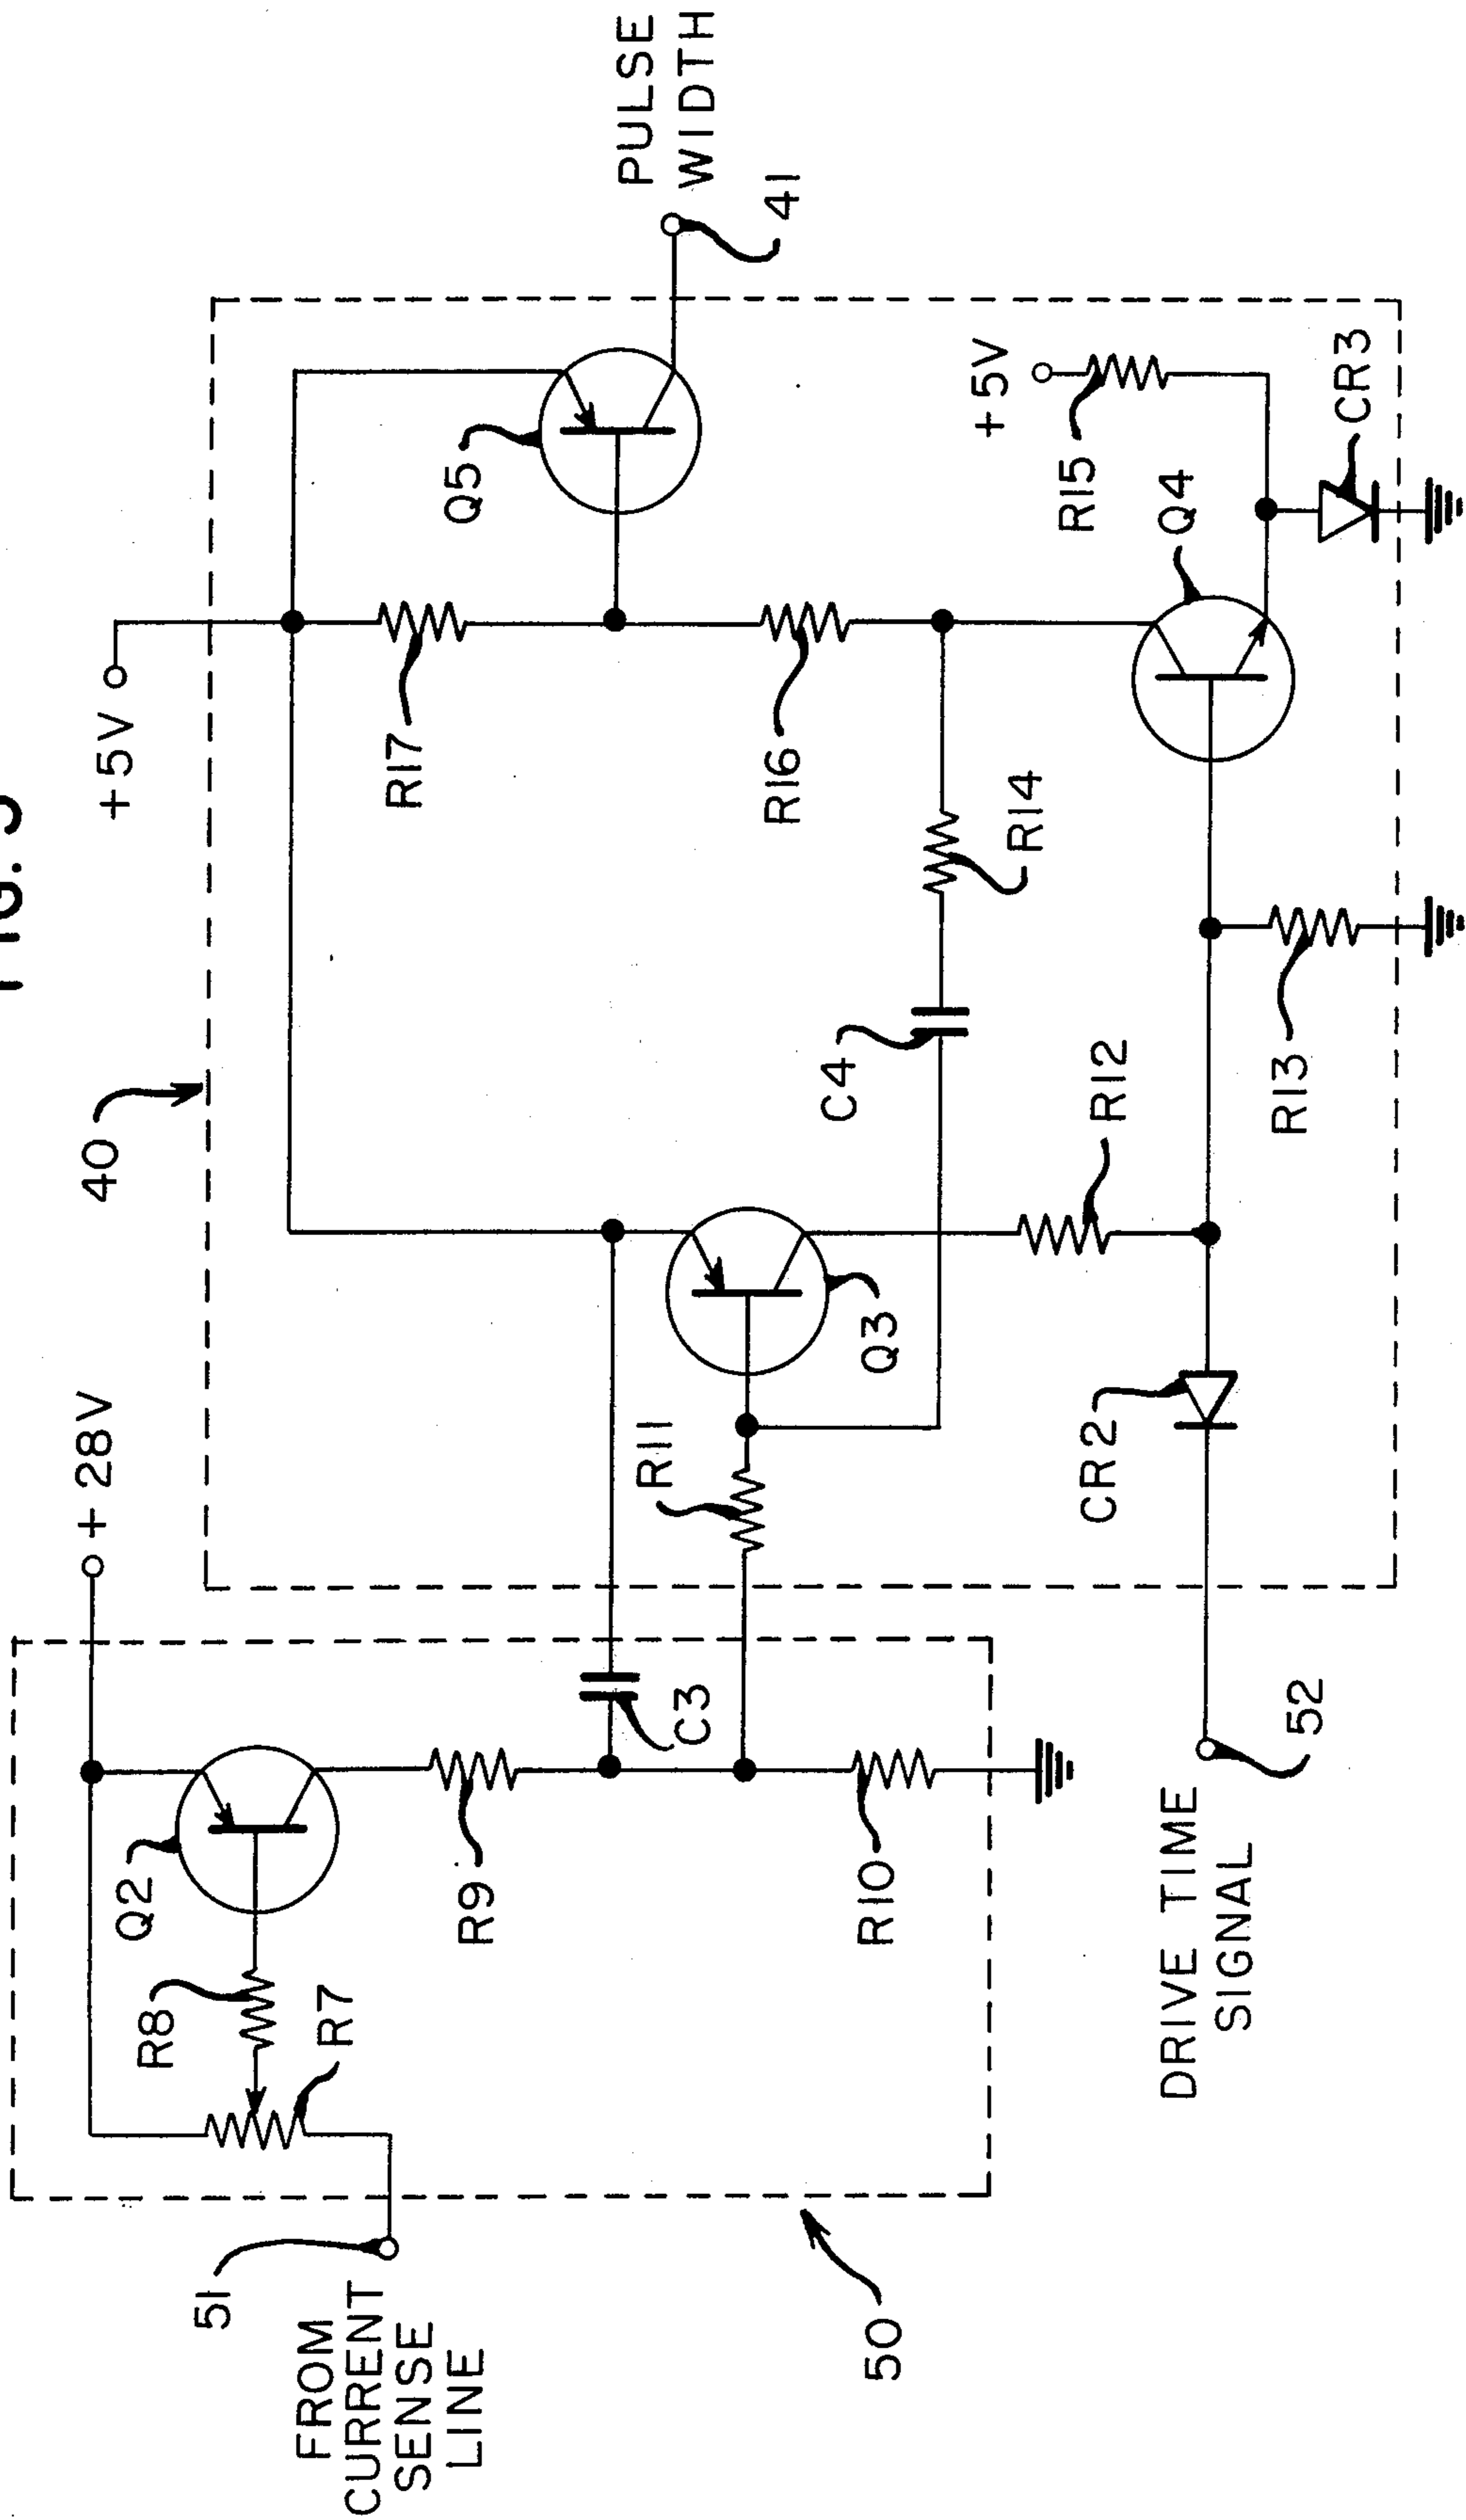 +28V
40
+5V
Q2
R8
R7
51
FROM
CURRENT
SENSE
LINE
R9
C3
R10
50
R11
Q3
C4
R12
R17
R16
R14
Q5
PULSE
WIDTH
41
+5V
R15
Q4
CR3
R13
CR2
DRIVE TIME
SIGNAL
52